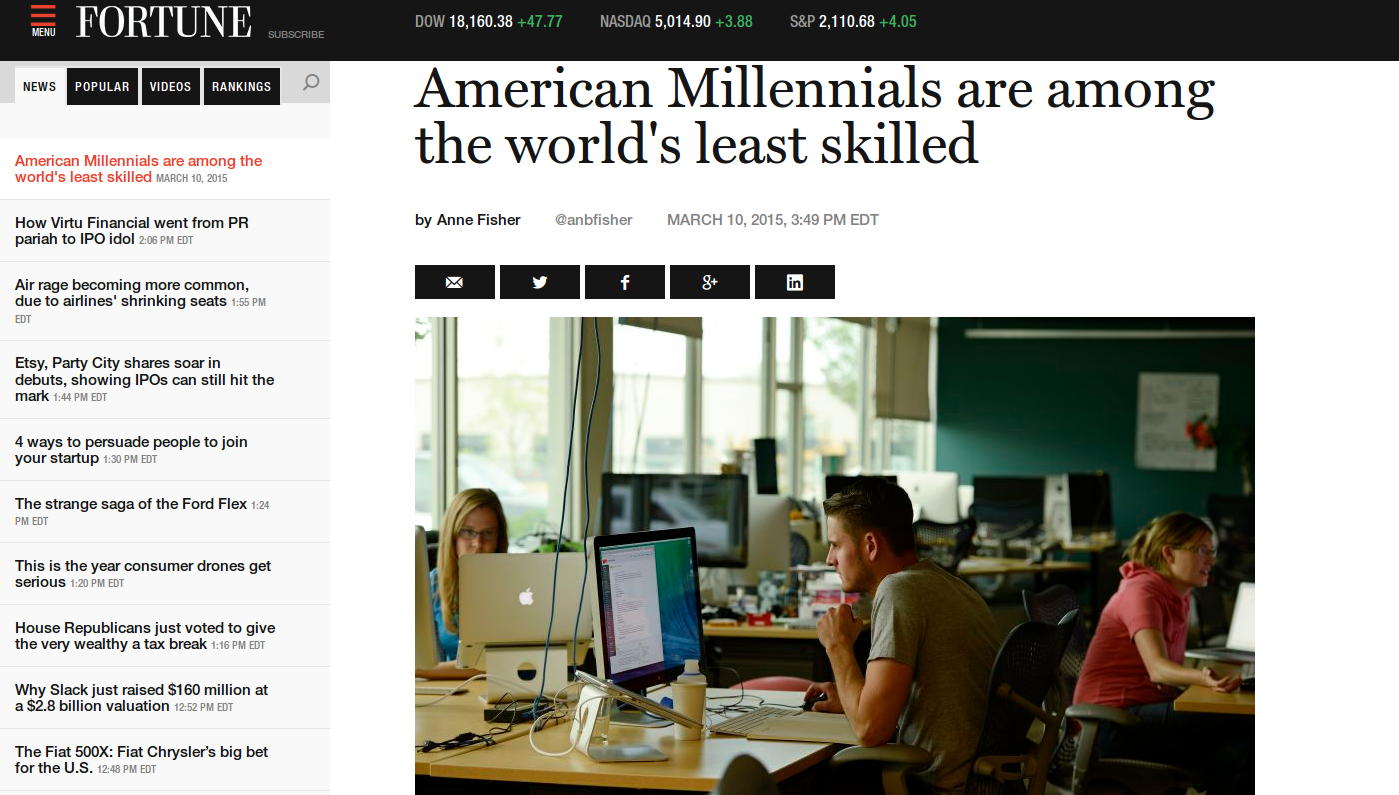 MENU
FORTUNE
SUBSCRIBE
DOW 18,160.38 +47.77 NASDAQ 5,014.90 +3.88 S&P 2,110.68 +4.05
NEWS
POPULAR
VIDEOS
RANKINGS
American Millennials are among the
world's least skilled MARCH 10, 2015
How Virtu Financial went from PR
pariah to IPO idol 2:06 PM EDT
Air rage becoming more common,
due to airlines' shrinking seats 1:55 PM
EDT
Etsy, Party City shares soar in
debuts, showing IPOs can still hit the
mark 1:44 PM EDT
4 ways to persuade people to join
your startup 1:30 PM EDT
The strange saga of the Ford Flex 1:24
PM EDT
This is the year consumer drones get
serious 1:20 PM EDT
House Republicans just voted to give
the very wealthy a tax break 1:16 PM EDT
Why Slack just raised $160 million at
a $2.8 billion valuation 12:52 PM EDT
The Fiat 500X: Fiat Chrysler’s big bet
for the U.S. 12:48 PM EDT
American Millennials are among
the world's least skilled
by Anne Fisher @anbfisher MARCH 10, 2015, 3:49 PM EDT